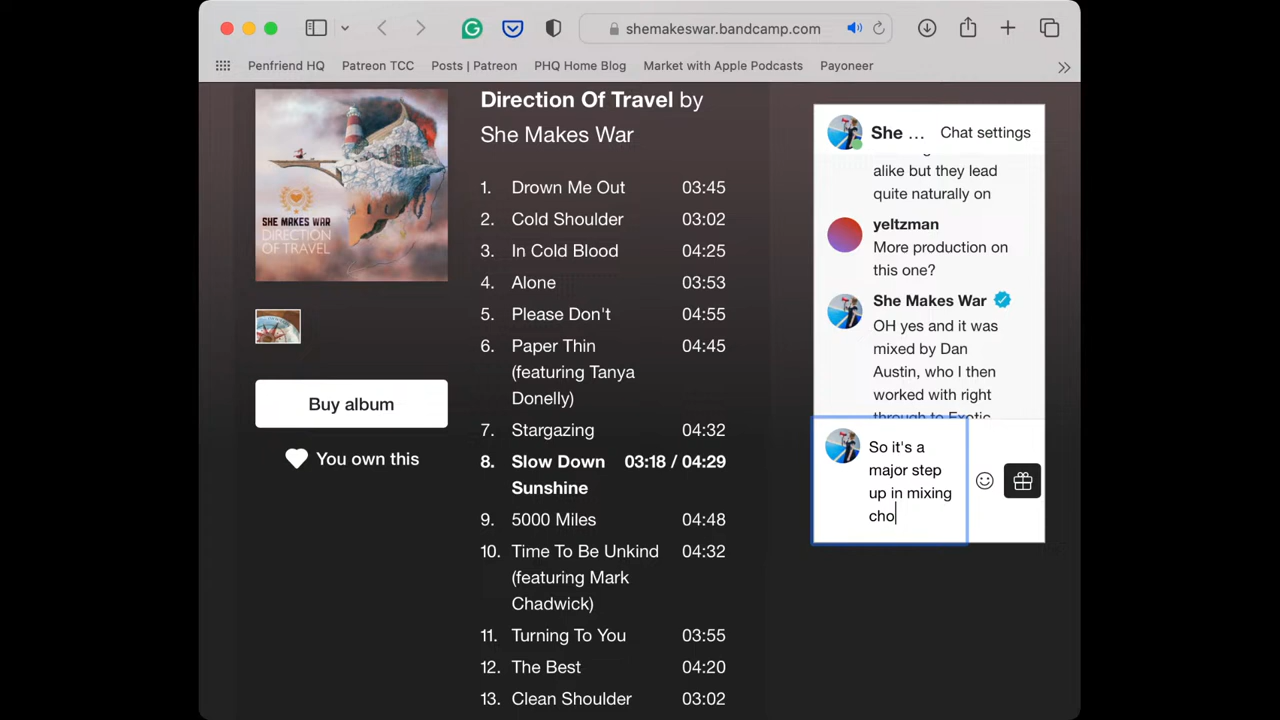 shemakeswar.bandcamp.com
Penfriend HQ
Patreon TCC
Posts | Patreon
PHQ Home Blog
Market with Apple Podcasts
Payoneer
SHE MAKES WAR
DIRECTION
OF TRAVEL
Buy album
You own this
Direction Of Travel by
She Makes War
1. Drown Me Out 03:45
2. Cold Shoulder 03:02
3. In Cold Blood 04:25
4. Alone 03:53
5. Please Don't 04:55
6. Paper Thin 04:45
(featuring Tanya
Donelly)
7. Stargazing 04:32
8. Slow Down 03:18 / 04:29
Sunshine
9. 5000 Miles 04:48
10. Time To Be Unkind 04:32
(featuring Mark
Chadwick)
11. Turning To You 03:55
12. The Best 04:20
13. Clean Shoulder 03:02
She ... Chat settings
alike but they lead
quite naturally on
yeltzman
More production on
this one?
She Makes War
OH yes and it was
mixed by Dan
Austin, who I then
worked with right
through to Exotic
So it's a
major step
up in mixing
cho